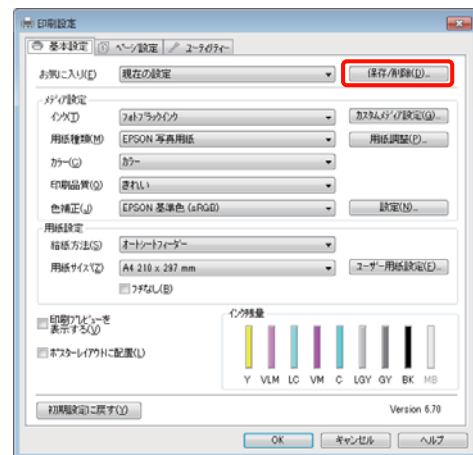 印刷設定
基本設定 ページ設定 ユーティリティー
お気に入り(E) 現在の設定 保存/削除(D)...
メディア設定
インク(T) フォトブラックインク カスタムメディア設定(G)...
用紙種類(M) EPSON 写真用紙 用紙調整(P)...
カラー(C) カラー
印刷品質(Q) きれい
色補正(J) EPSON 基準色 (sRGB) 設定(N)...
用紙設定
給紙方法(S) オートシートフィーダー
用紙サイズ(Z) A4 210 x 297 mm ユーザー用紙設定(E)...
フチなし(B)
印刷プレビューを
表示する(V)
ポスターレイアウトに配置(L)
インク残量
Y VLM LC VM C LGY GY BK MB
初期設定に戻す(Y) Version 6.70
OK キャンセル ヘルプ